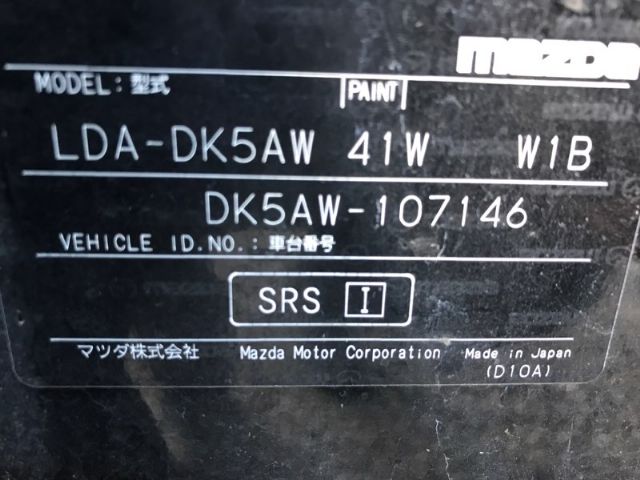 mazda
MODEL: 型式 PAINT
LDA-DK5AW 41W W1B
DK5AW-107146
VEHICLE ID.NO.: 車台番号
SRS I
マツダ株式会社 Mazda Motor Corporation Made in Japan
(D10A)